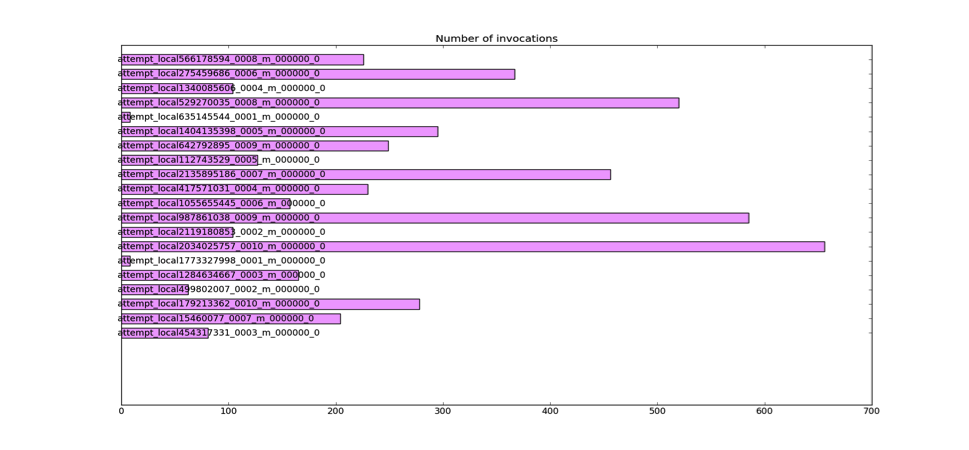 Number of invocations
attempt_local566178594_0008_m_000000_0
attempt_local275459686_0006_m_000000_0
attempt_local1340085606_0004_m_000000_0
attempt_local529270035_0008_m_000000_0
attempt_local635145544_0001_m_000000_0
attempt_local1404135398_0005_m_000000_0
attempt_local642792895_0009_m_000000_0
attempt_local112743529_0005_m_000000_0
attempt_local2135895186_0007_m_000000_0
attempt_local417571031_0004_m_000000_0
attempt_local1055655445_0006_m_000000_0
attempt_local987861038_0009_m_000000_0
attempt_local2119180853_0002_m_000000_0
attempt_local2034025757_0010_m_000000_0
attempt_local1773327998_0001_m_000000_0
attempt_local1284634667_0003_m_000000_0
attempt_local499802007_0002_m_000000_0
attempt_local179213362_0010_m_000000_0
attempt_local15460077_0007_m_000000_0
attempt_local454317331_0003_m_000000_0
0 100 200 300 400 500 600 700